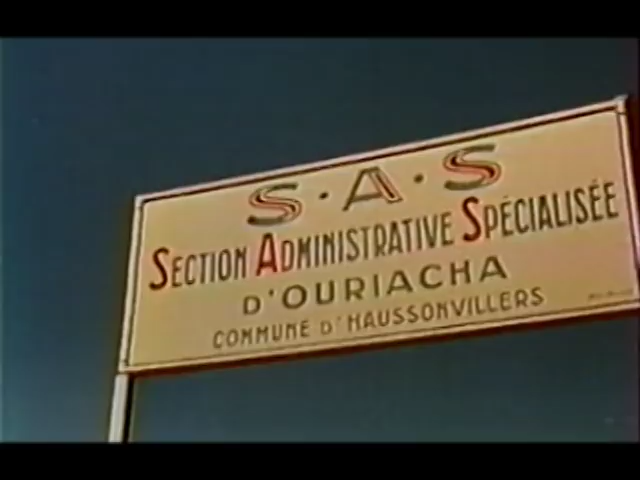 S·A·S
SECTION ADMINISTRATIVE SPÉCIALISÉE
D'OURIACHA
COMMUNE D'HAUSSONVILLERS